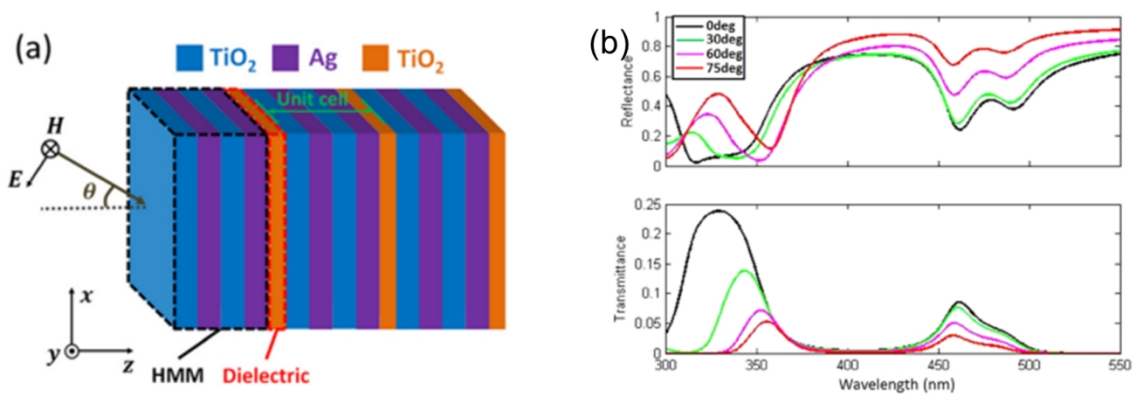 (a)
TiO2 Ag TiO2
Unit cell
H
E
θ
x
y
z
HMM Dielectric
(b)
0deg
30deg
60deg
75deg
Reflectance
1
0.8
0.6
0.4
0.2
0
Transmittance
0.25
0.2
0.15
0.1
0.05
0
300 350 400 450 500 550
Wavelength (nm)